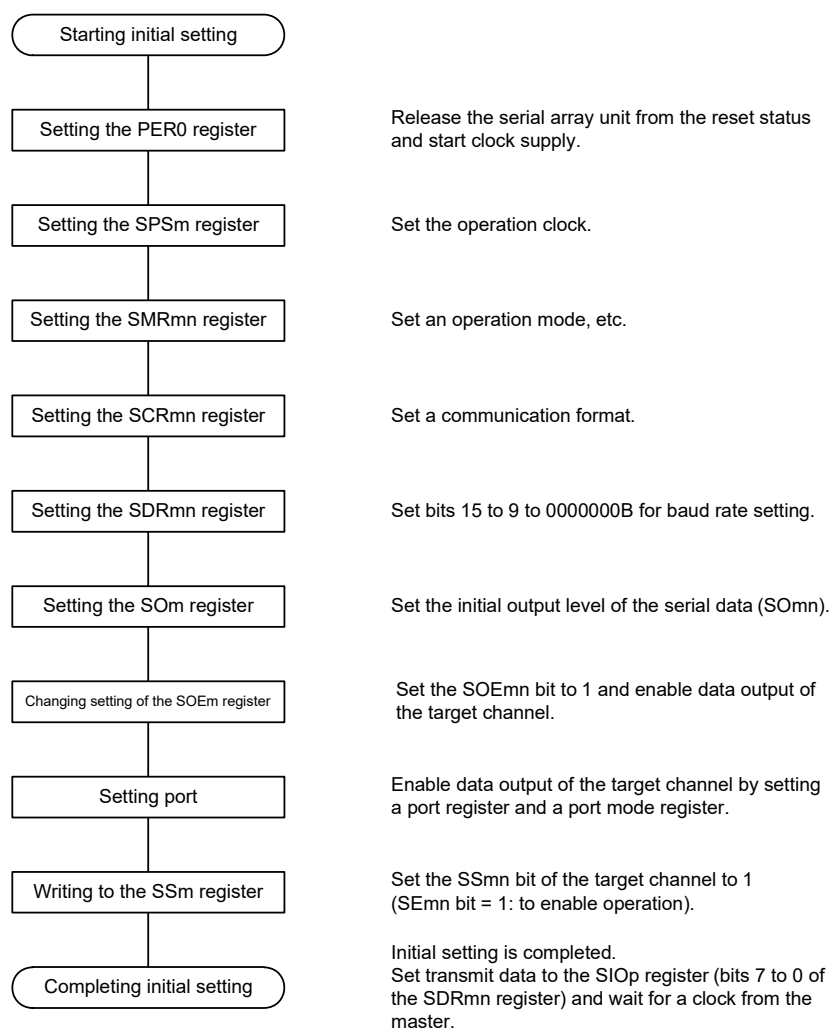 Starting initial setting
Setting the PER0 register
Release the serial array unit from the reset status
and start clock supply.
Setting the SPSm register
Set the operation clock.
Setting the SMRmn register
Set an operation mode, etc.
Setting the SCRmn register
Set a communication format.
Setting the SDRmn register
Set bits 15 to 9 to 0000000B for baud rate setting.
Setting the SOm register
Set the initial output level of the serial data (SOmn).
Changing setting of the SOEm register
Set the SOEmn bit to 1 and enable data output of
the target channel.
Setting port
Enable data output of the target channel by setting
a port register and a port mode register.
Writing to the SSm register
Set the SSmn bit of the target channel to 1
(SEmn bit = 1: to enable operation).
Completing initial setting
Initial setting is completed.
Set transmit data to the SIOp register (bits 7 to 0 of
the SDRmn register) and wait for a clock from the
master.